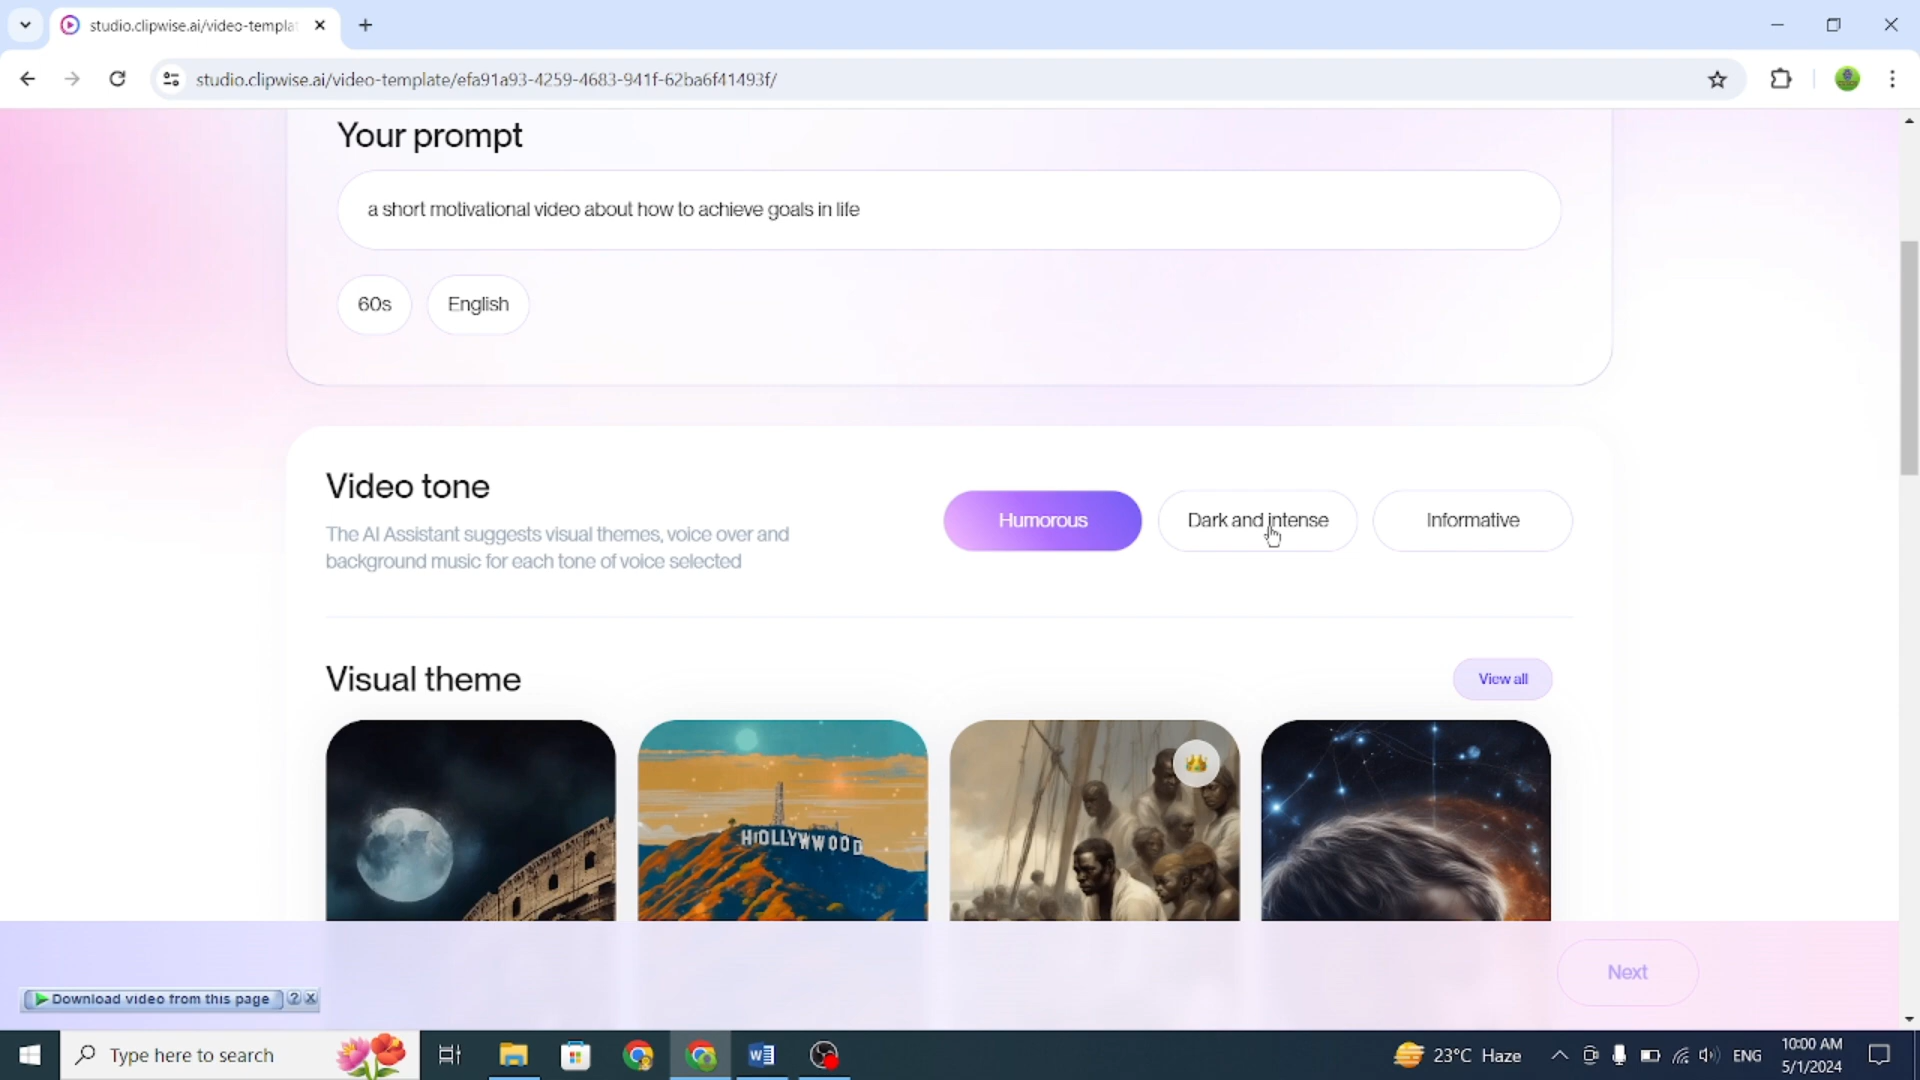 studio.clipwise.ai/video-templat
studio.clipwise.ai/video-template/efa91a93-4259-4683-941f-62ba6f41493f/
Your prompt
a short motivational video about how to achieve goals in life
60s
English
Video tone
The AI Assistant suggests visual themes, voice over and
background music for each tone of voice selected
Humorous
Dark and intense
Informative
Visual theme
View all
HOLLYWWOOD
Next
Download video from this page
?
Type here to search
23°C Haze
ENG
10:00 AM
5/1/2024